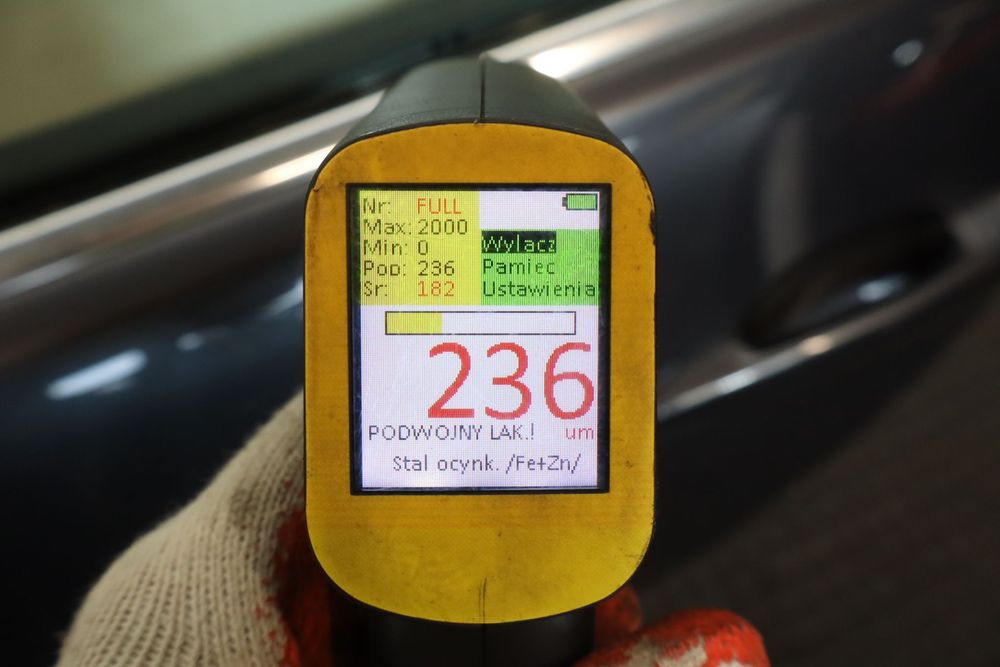 Nr: FULL
Max: 2000
Min: 0
Pop: 236
Sr: 182
Wylacz
Pamiec
Ustawienia
236
PODWOJNY LAK.! um
Stal ocynk. /Fe+Zn/